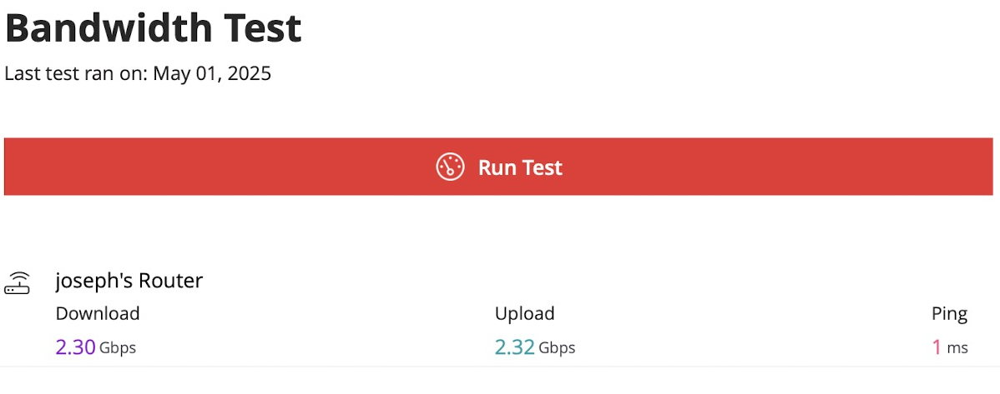 Bandwidth Test
Last test ran on: May 01, 2025
Run Test
joseph's Router
Download Upload Ping
2.30 Gbps 2.32 Gbps 1 ms